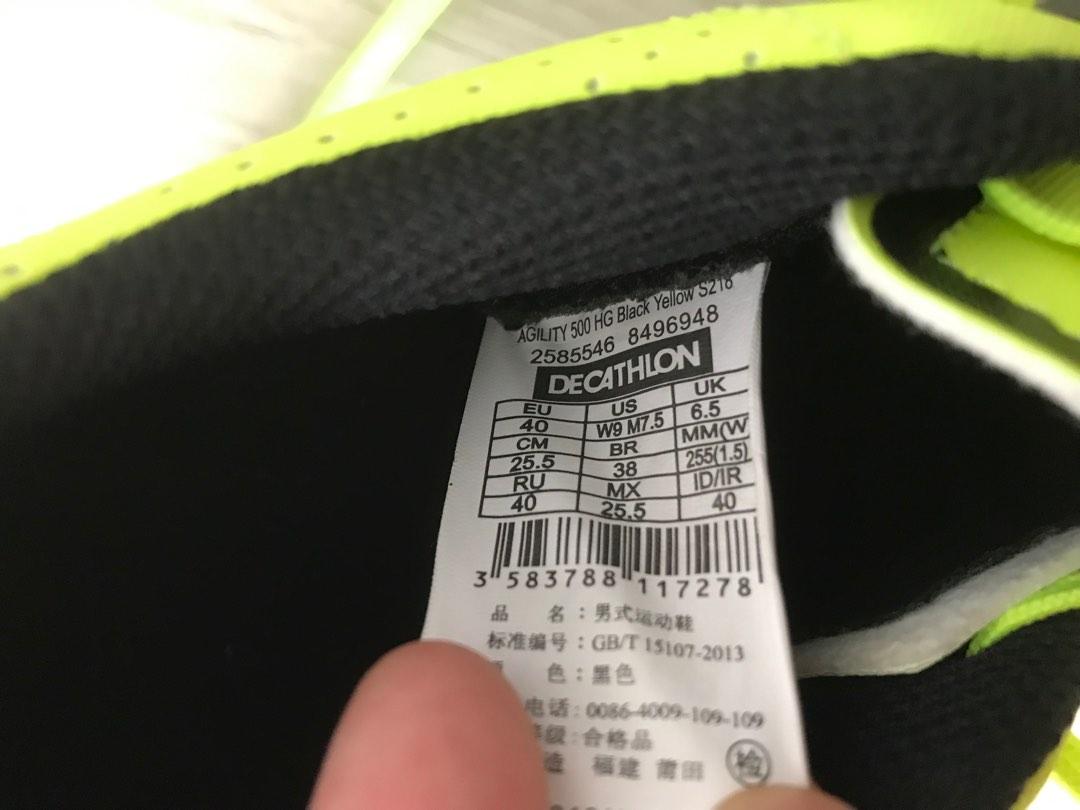 AGILITY 500 HG Black Yellow S218
2585546 8496948
DECATHLON
EU US UK
40 W9 M7.5 6.5
CM BR MM(W
25.5 38 255(1.5)
RU MX ID/IR
40 25.5 40
3 583788 117278
品 名：男式运动鞋
标准编号：GB/T 15107-2013
色：黑色
电话：0086-4009-109-109
级：合格品
造 福建 莆田 检